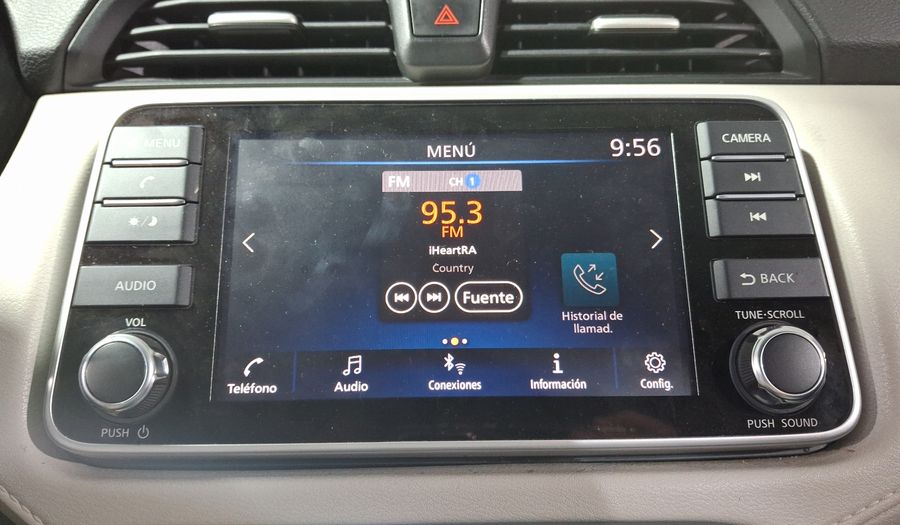 MENU
AUDIO
VOL
PUSH
MENÚ
9:56
FM CH 1
95.3
FM
iHeartRA
Country
Fuente
Historial de
llamad.
Teléfono
Audio
Conexiones
Información
Config.
CAMERA
BACK
TUNE·SCROLL
PUSH SOUND